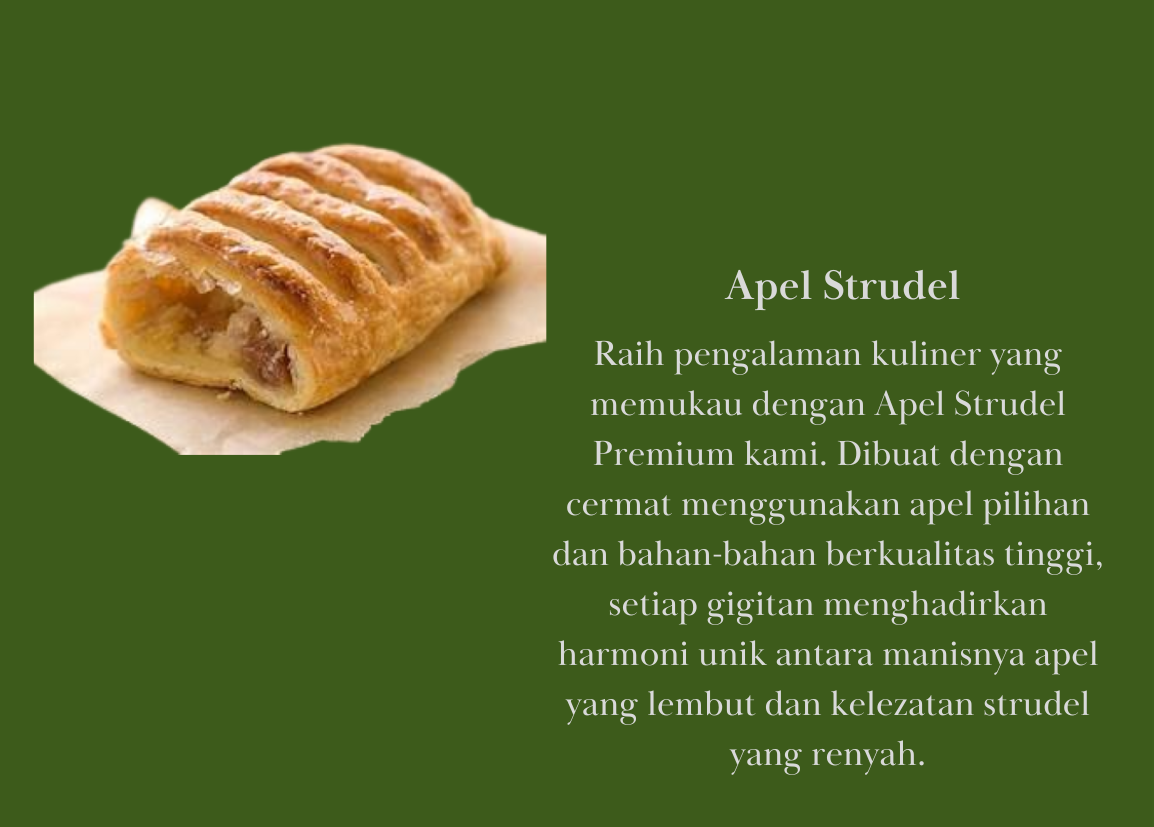 Apel Strudel
Raih pengalaman kuliner yang
memukau dengan Apel Strudel
Premium kami. Dibuat dengan
cermat menggunakan apel pilihan
dan bahan-bahan berkualitas tinggi,
setiap gigitan menghadirkan
harmoni unik antara manisnya apel
yang lembut dan kelezatan strudel
yang renyah.